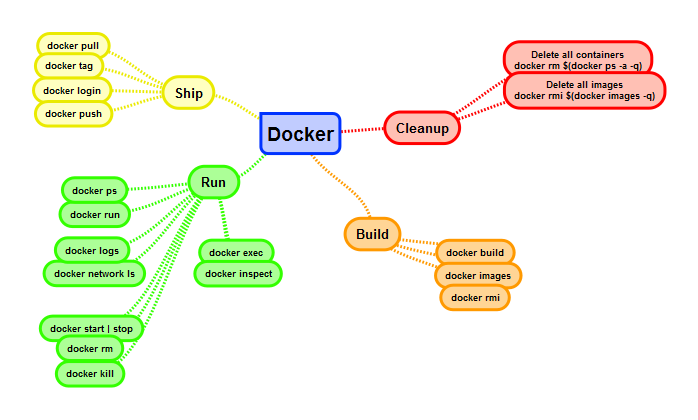 docker pull
docker tag
docker login
docker push
Ship
Docker
Cleanup
Delete all containers
docker rm $(docker ps -a -q)
Delete all images
docker rmi $(docker images -q)
Run
docker ps
docker run
docker logs
docker network ls
docker exec
docker inspect
docker start | stop
docker rm
docker kill
Build
docker build
docker images
docker rmi